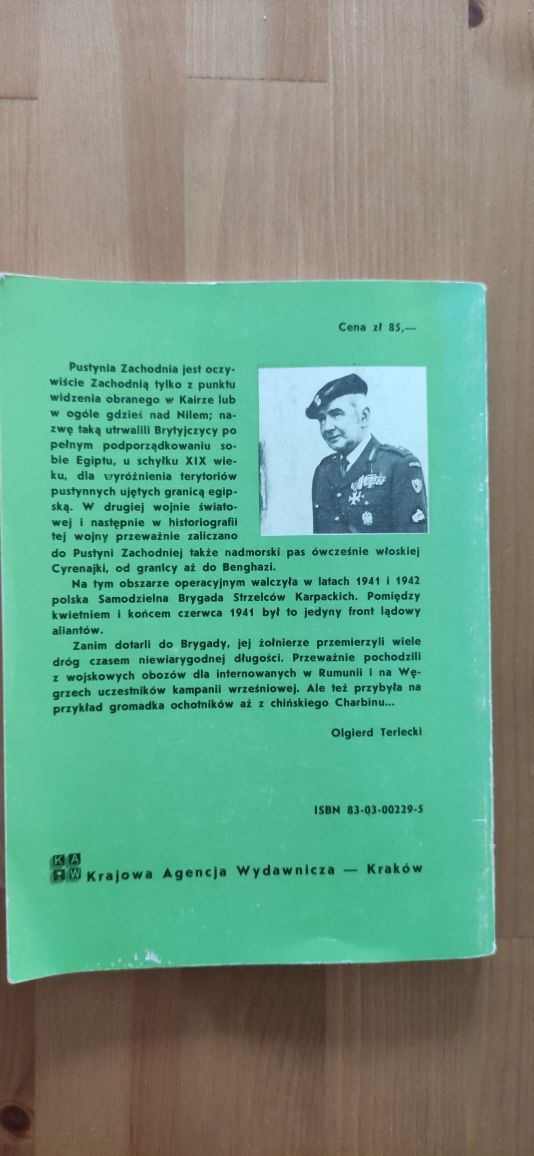 Cena zł 85,—
Pustynia Zachodnia jest oczy-
wiście Zachodnią tylko z punktu
widzenia obranego w Kairze lub
w ogóle gdzieś nad Nilem; na-
zwę taką utrwalili Brytyjczycy po
pełnym podporządkowaniu so-
bie Egiptu, u schyłku XIX wie-
ku, dla wyróżnienia terytoriów
pustynnych ujętych granicą egip-
ską. W drugiej wojnie świato-
wej i następnie w historiografii
tej wojny przeważnie zaliczano
do Pustyni Zachodniej także nadmorski pas ówcześnie włoskiej
Cyrenajki, od granicy aż do Benghazi.
Na tym obszarze operacyjnym walczyła w latach 1941 i 1942
polska Samodzielna Brygada Strzelców Karpackich. Pomiędzy
kwietniem i końcem czerwca 1941 był to jedyny front lądowy
aliantów.
Zanim dotarli do Brygady, jej żołnierze przemierzyli wiele
dróg czasem niewiarygodnej długości. Przeważnie pochodzili
z wojskowych obozów dla internowanych w Rumunii i na Wę-
grzech uczestników kampanii wrześniowej. Ale też przybyła na
przykład gromadka ochotników aż z chińskiego Charbinu...
Olgierd Terlecki
ISBN 83-03-00229-5
KAW
Krajowa Agencja Wydawnicza — Kraków